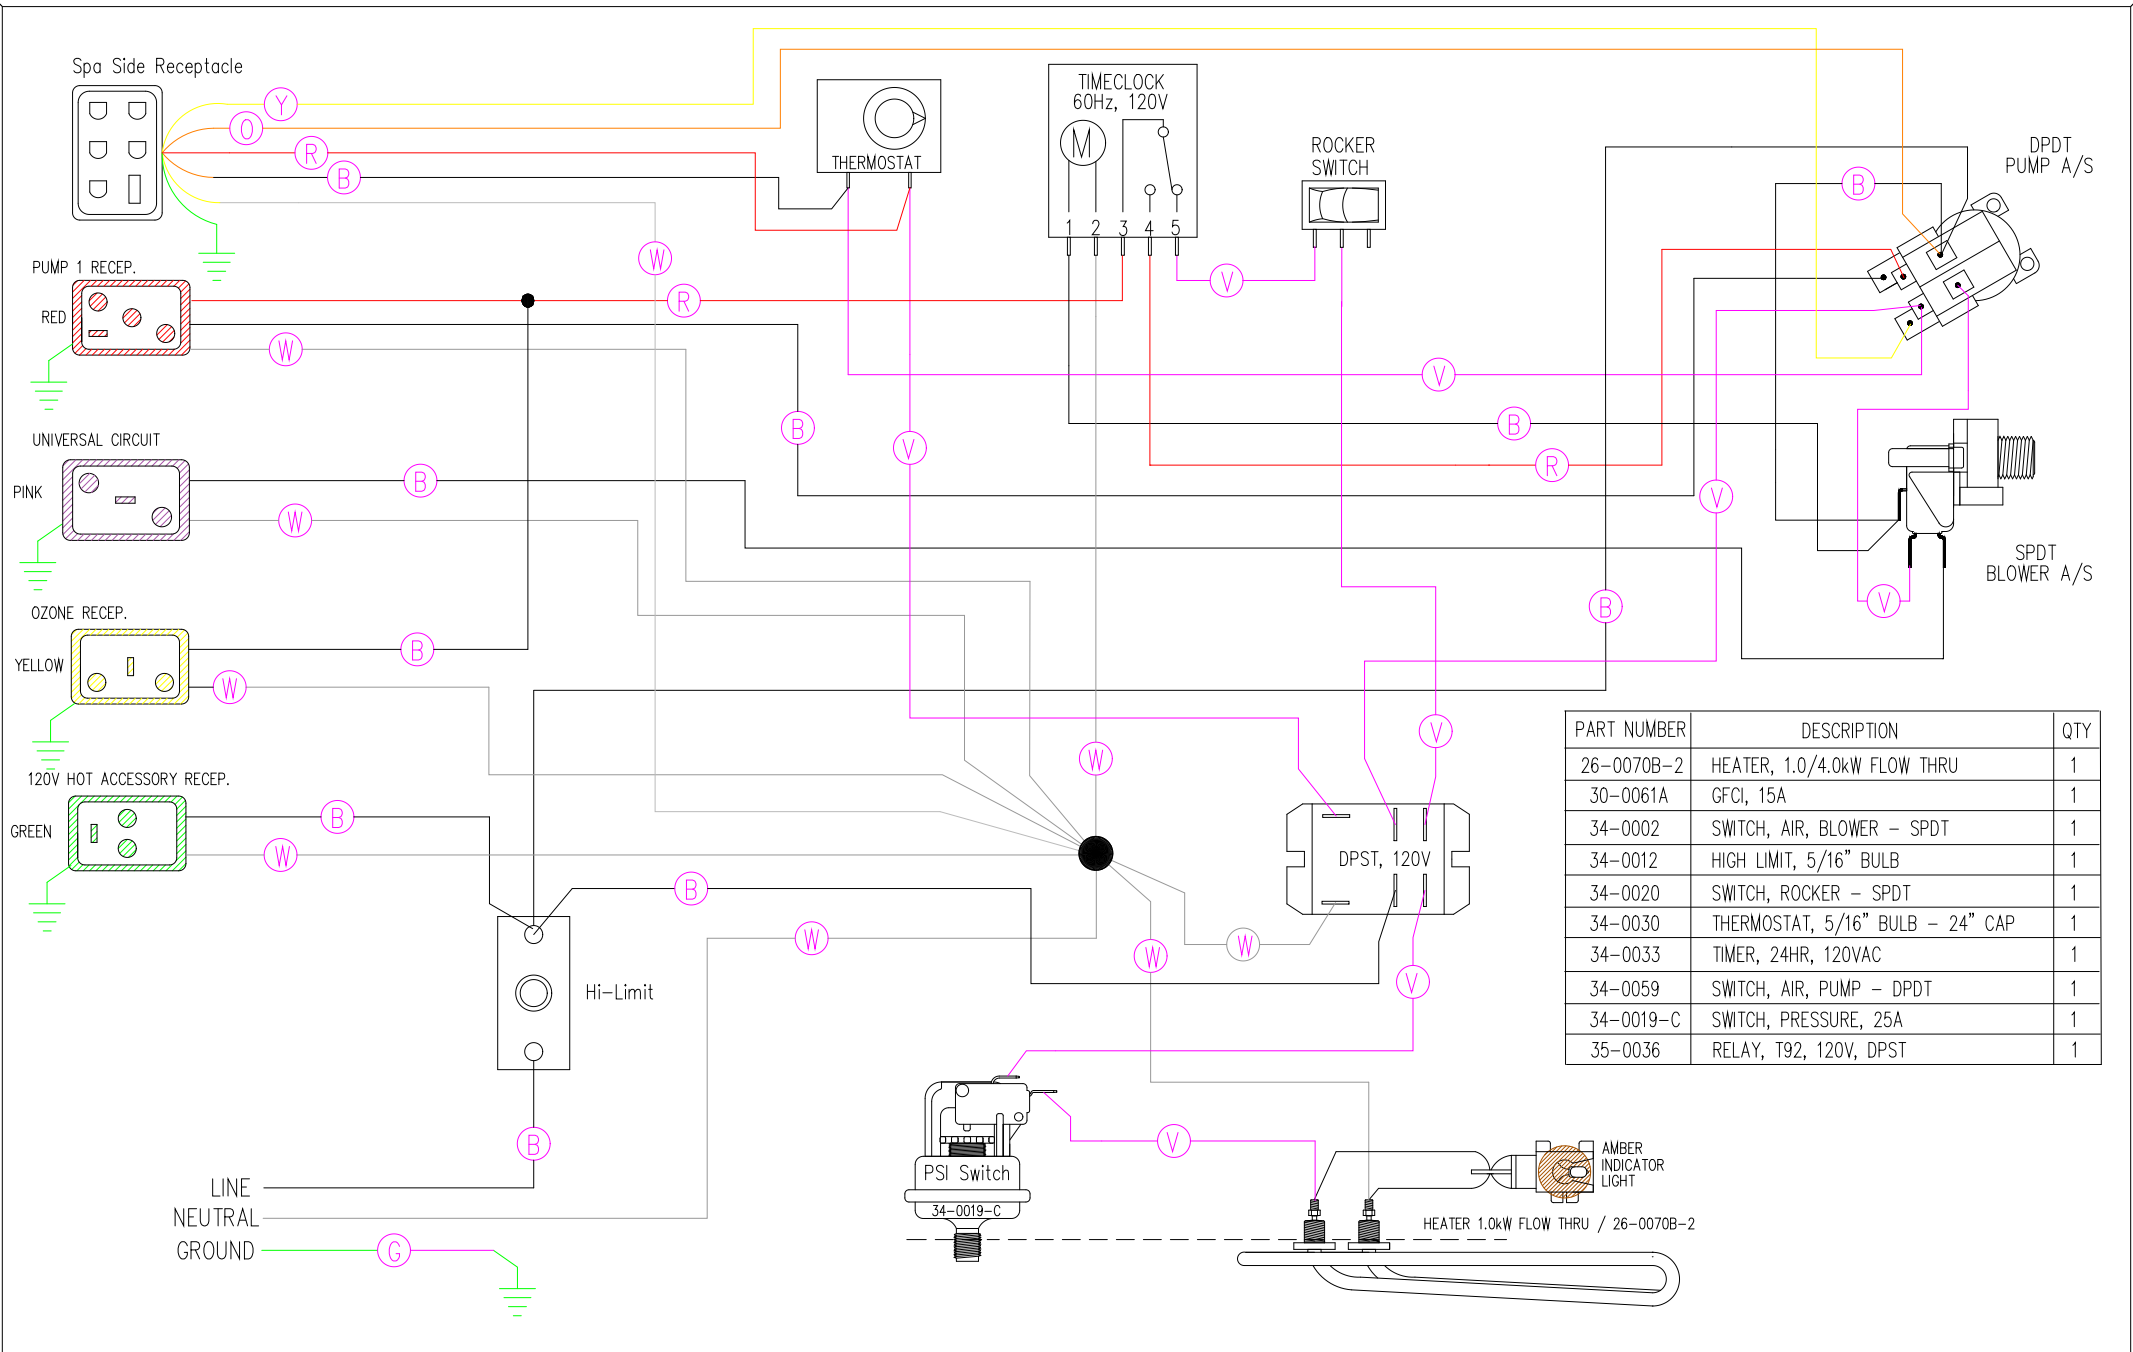 Spa Side Receptacle
Y
O
R
B
W
THERMOSTAT
TIMECLOCK
60Hz, 120V
M
1 2 3 4 5
ROCKER
SWITCH
V
DPDT
PUMP A/S
B
PUMP 1 RECEP.
RED
R
W
B
V
V
B
R
V
UNIVERSAL CIRCUIT
PINK
B
W
SPDT
BLOWER A/S
V
B
OZONE RECEP.
YELLOW
B
W
W
V
120V HOT ACCESSORY RECEP.
GREEN
B
W
B
W
DPST, 120V
W
W
V
Hi-Limit
B
LINE
NEUTRAL
GROUND
G
PSI Switch
34-0019-C
V
AMBER
INDICATOR
LIGHT
HEATER 1.0kW FLOW THRU / 26-0070B-2
PART NUMBER DESCRIPTION QTY
26-0070B-2 HEATER, 1.0/4.0kW FLOW THRU 1
30-0061A GFCI, 15A 1
34-0002 SWITCH, AIR, BLOWER - SPDT 1
34-0012 HIGH LIMIT, 5/16" BULB 1
34-0020 SWITCH, ROCKER - SPDT 1
34-0030 THERMOSTAT, 5/16" BULB - 24" CAP 1
34-0033 TIMER, 24HR, 120VAC 1
34-0059 SWITCH, AIR, PUMP - DPDT 1
34-0019-C SWITCH, PRESSURE, 25A 1
35-0036 RELAY, T92, 120V, DPST 1